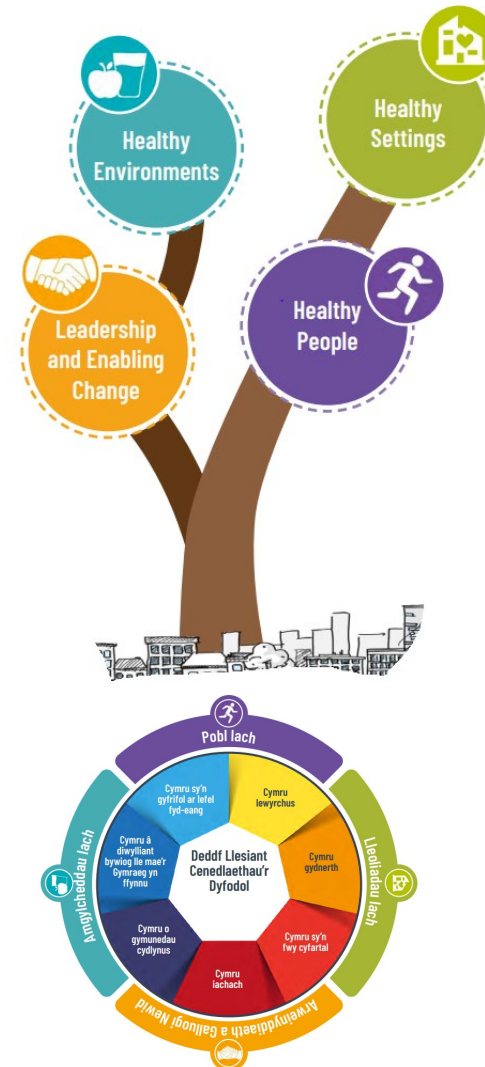 Healthy
Environments
Healthy
Settings
Leadership
and Enabling
Change
Healthy
People
Pobl Iach
Cymru sy'n
gyfrifol ar lefel
fyd-eang
Cymru
lewyrchus
Amgylcheddau Iach
Cymru â
diwylliant
bywiog lle mae'r
Gymraeg yn
ffynnu
Deddf Llesiant
Cenedlaethau'r
Dyfodol
Cymru
gydnerth
Lleoliadau Iach
Cymru o
gymunedau
cydlynus
Cymru
iachach
Cymru sy'n
fwy cyfartal
Arweinyddiaeth a Galluogi Newid